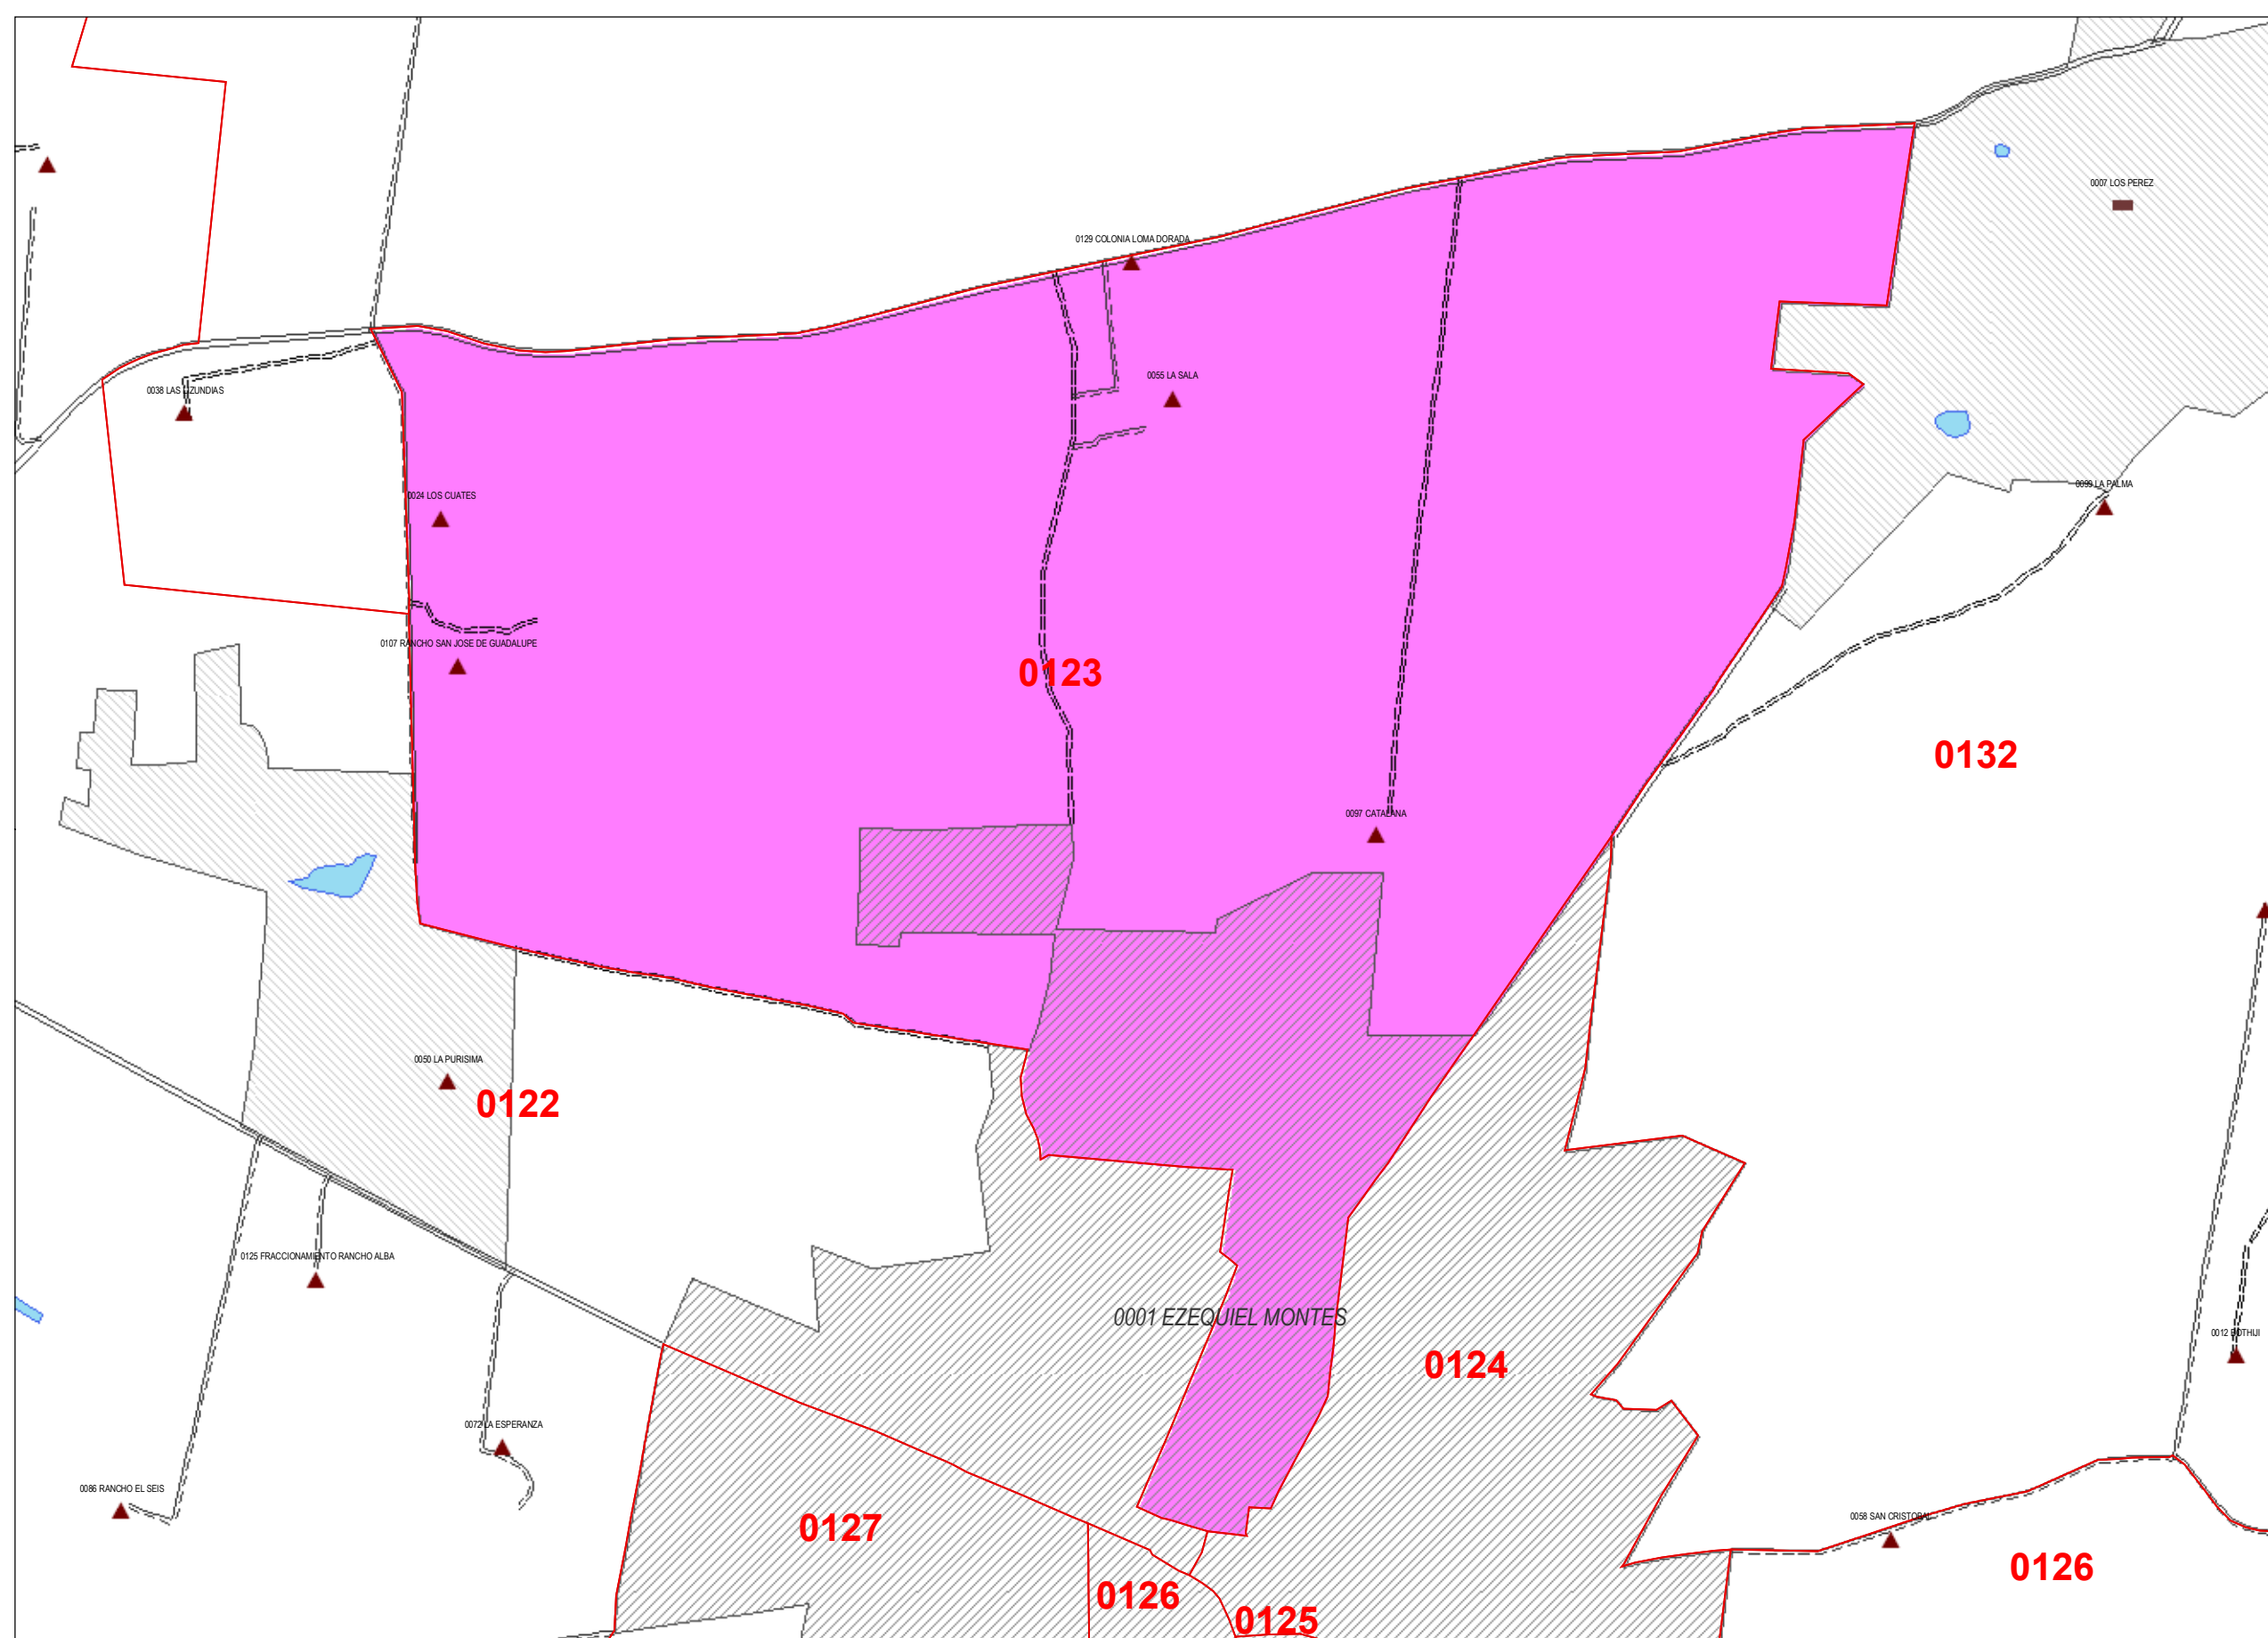 0007 LOS PEREZ
0129 COLONIA LOMA DORADA
0055 LA SALA
0038 LAS
0024 LOS CUATES
0099 LA PALMA
0107 RANCHO SAN JOSE DE GUADALUPE
0123
0132
0097 CATALANA
0050 LA PURISIMA
0122
0125 FRACCIONAMIENTO RANCHO ALBA
0001 EZEQUIEL MONTES
0012 BOTHIJI
0124
0072 LA ESPERANZA
0086 RANCHO EL SEIS
0058 SAN CRISTOBAL
0127
0126
0126
0125